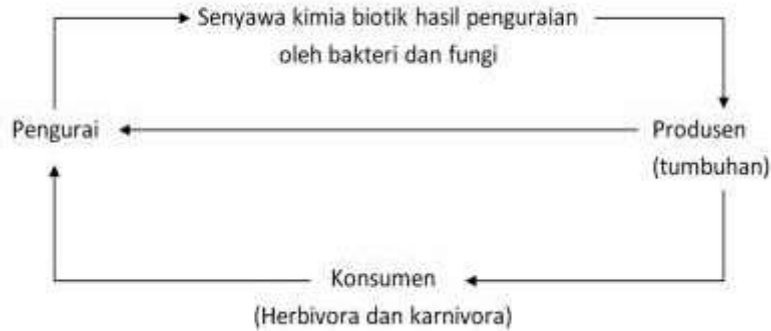 Senyawa kimia biotik hasil penguraian
oleh bakteri dan fungi
Pengurai
Produsen
(tumbuhan)
Konsumen
(Herbivora dan karnivora)